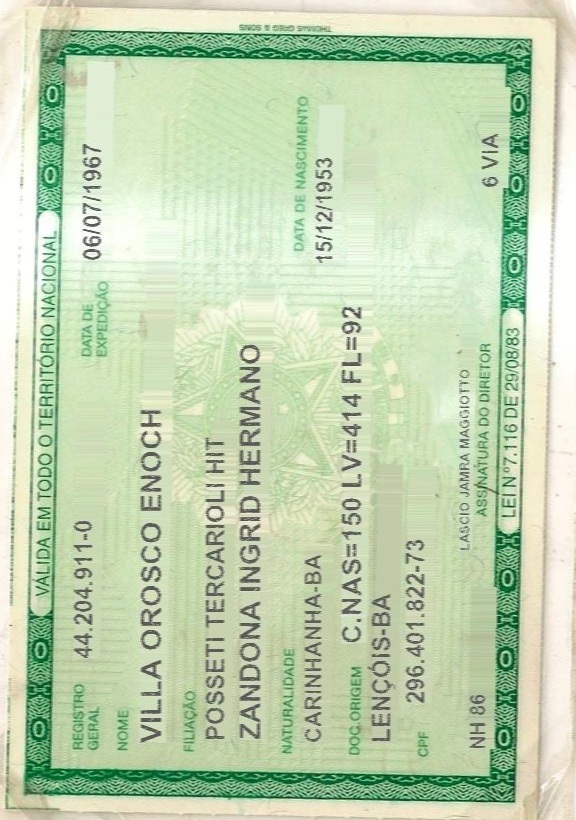 THOMAS GREG & SONS
VÁLIDA EM TODO O TERRITÓRIO NACIONAL
REGISTRO GERAL 44.204.911-0 DATA DE EXPEDIÇÃO 06/07/1967
NOME
VILLA OROSCO ENOCH
FILIAÇÃO
POSSETI TERCARIOLI HIT
ZANDONA INGRID HERMANO
NATURALIDADE DATA DE NASCIMENTO
CARINHANHA-BA 15/12/1953
DOC.ORIGEM C.NAS=150 LV=414 FL=92
LENÇÓIS-BA
CPF 296.401.822-73
LASCIO JAMRA MAGGIOTTO
NH 86 ASSINATURA DO DIRETOR 6 VIA
LEI Nº 7.116 DE 29/08/83